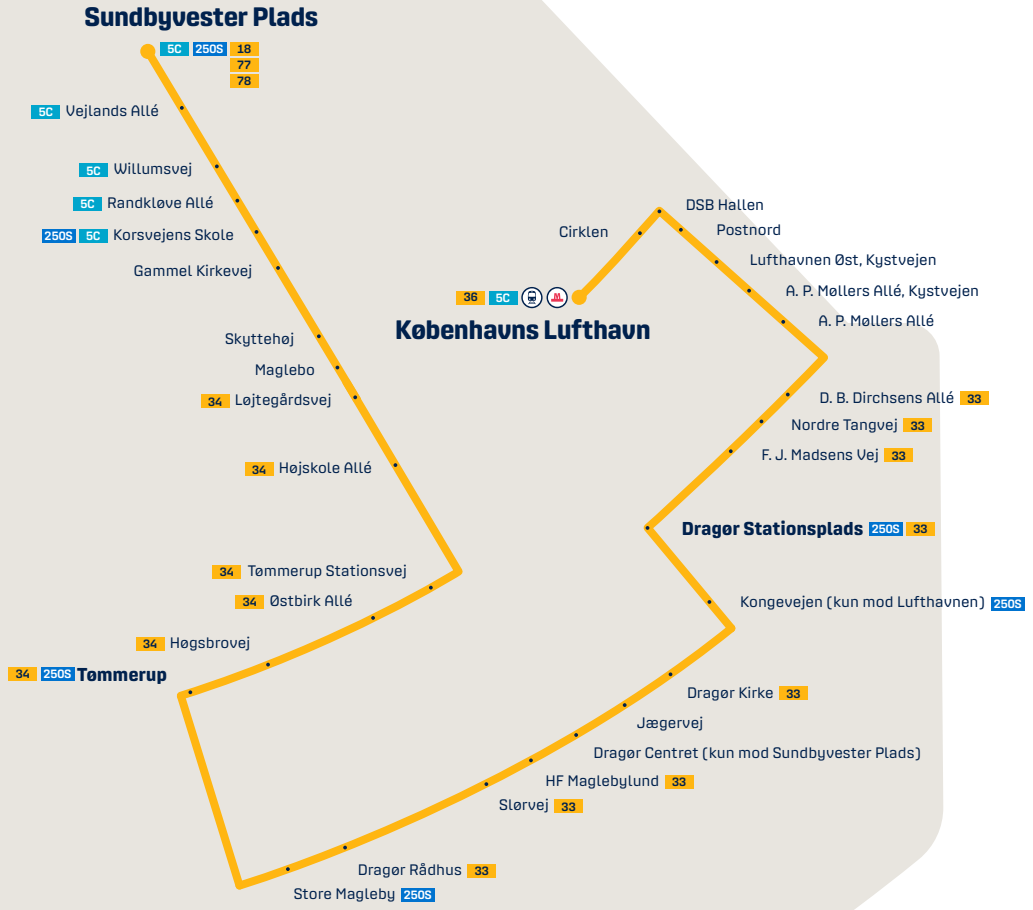 Sundbyvester Plads
5C 250S 18
77
78
5C Vejlands Allé
5C Willumsvej
5C Randkløve Allé
250S 5C Korsvejens Skole
Gammel Kirkevej
Skyttehøj
Maglebo
34 Løjtegårdsvej
34 Højskole Allé
34 Tømmerup Stationsvej
34 Østbirk Allé
34 Høgsbrovej
34 250S Tømmerup
Store Magleby 250S
Dragør Rådhus 33
Slørvej 33
HF Maglebylund 33
Dragør Centret (kun mod Sundbyvester Plads)
Jægervej
Dragør Kirke 33
Kongevejen (kun mod Lufthavnen) 250S
Dragør Stationsplads 250S 33
F. J. Madsens Vej 33
Nordre Tangvej 33
D. B. Dirchsens Allé 33
A. P. Møllers Allé
A. P. Møllers Allé, Kystvejen
Lufthavnen Øst, Kystvejen
Postnord
DSB Hallen
Cirklen
36 5C M
Københavns Lufthavn